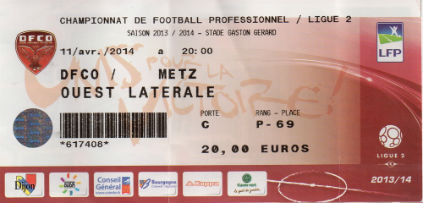 CHAMPIONNAT DE FOOTBALL PROFESSIONNEL / LIGUE 2
SAISON 2013 / 2014 - STADE GASTON GERARD
DFCO
11/avr./2014 a 20:00
LFP
DFCO / METZ
OUEST LATERALE
PORTE RANG - PLACE
C P-69
*617408*
20,00 EUROS
LIGUE 2
Dijon
Conseil Général
Bourgogne
Kappa
2013/14